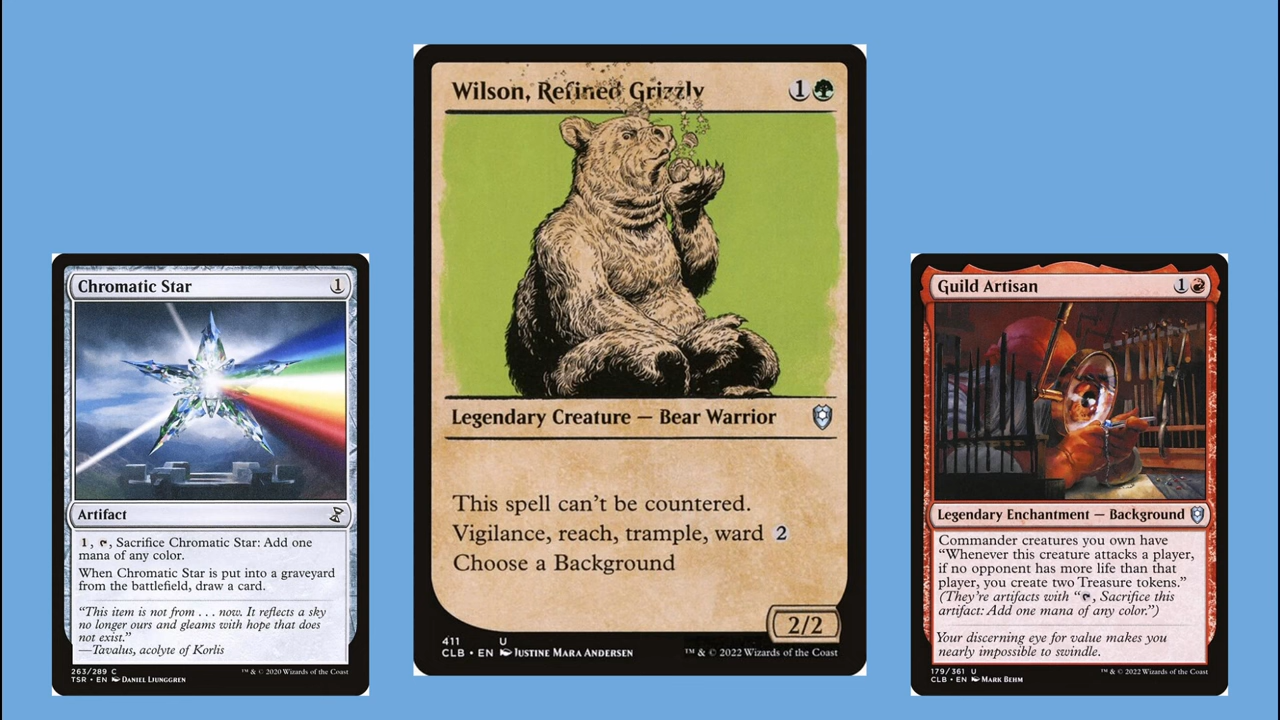 Chromatic Star 1
Artifact
1, T, Sacrifice Chromatic Star: Add one
mana of any color.
When Chromatic Star is put into a graveyard
from the battlefield, draw a card.
“This item is not from . . . now. It reflects a sky
no longer ours and gleams with hope that does
not exist.”
—Tavalus, acolyte of Korlis
263/289 C
TSR • EN DANIEL LJUNGGREN
™ & © 2020 Wizards of the Coast
Wilson, Refined Grizzly 1
Legendary Creature — Bear Warrior
This spell can’t be countered.
Vigilance, reach, trample, ward 2
Choose a Background
2/2
411 U
CLB • EN JUSTINE MARA ANDERSEN
™ & © 2022 Wizards of the Coast
Guild Artisan 1
Legendary Enchantment — Background
Commander creatures you own have
“Whenever this creature attacks a player,
if no opponent has more life than that
player, you create two Treasure tokens.”
(They’re artifacts with “T, Sacrifice this
artifact: Add one mana of any color.”)
Your discerning eye for value makes you
nearly impossible to swindle.
179/361 U
CLB • EN MARK BEHM
™ & © 2022 Wizards of the Coast